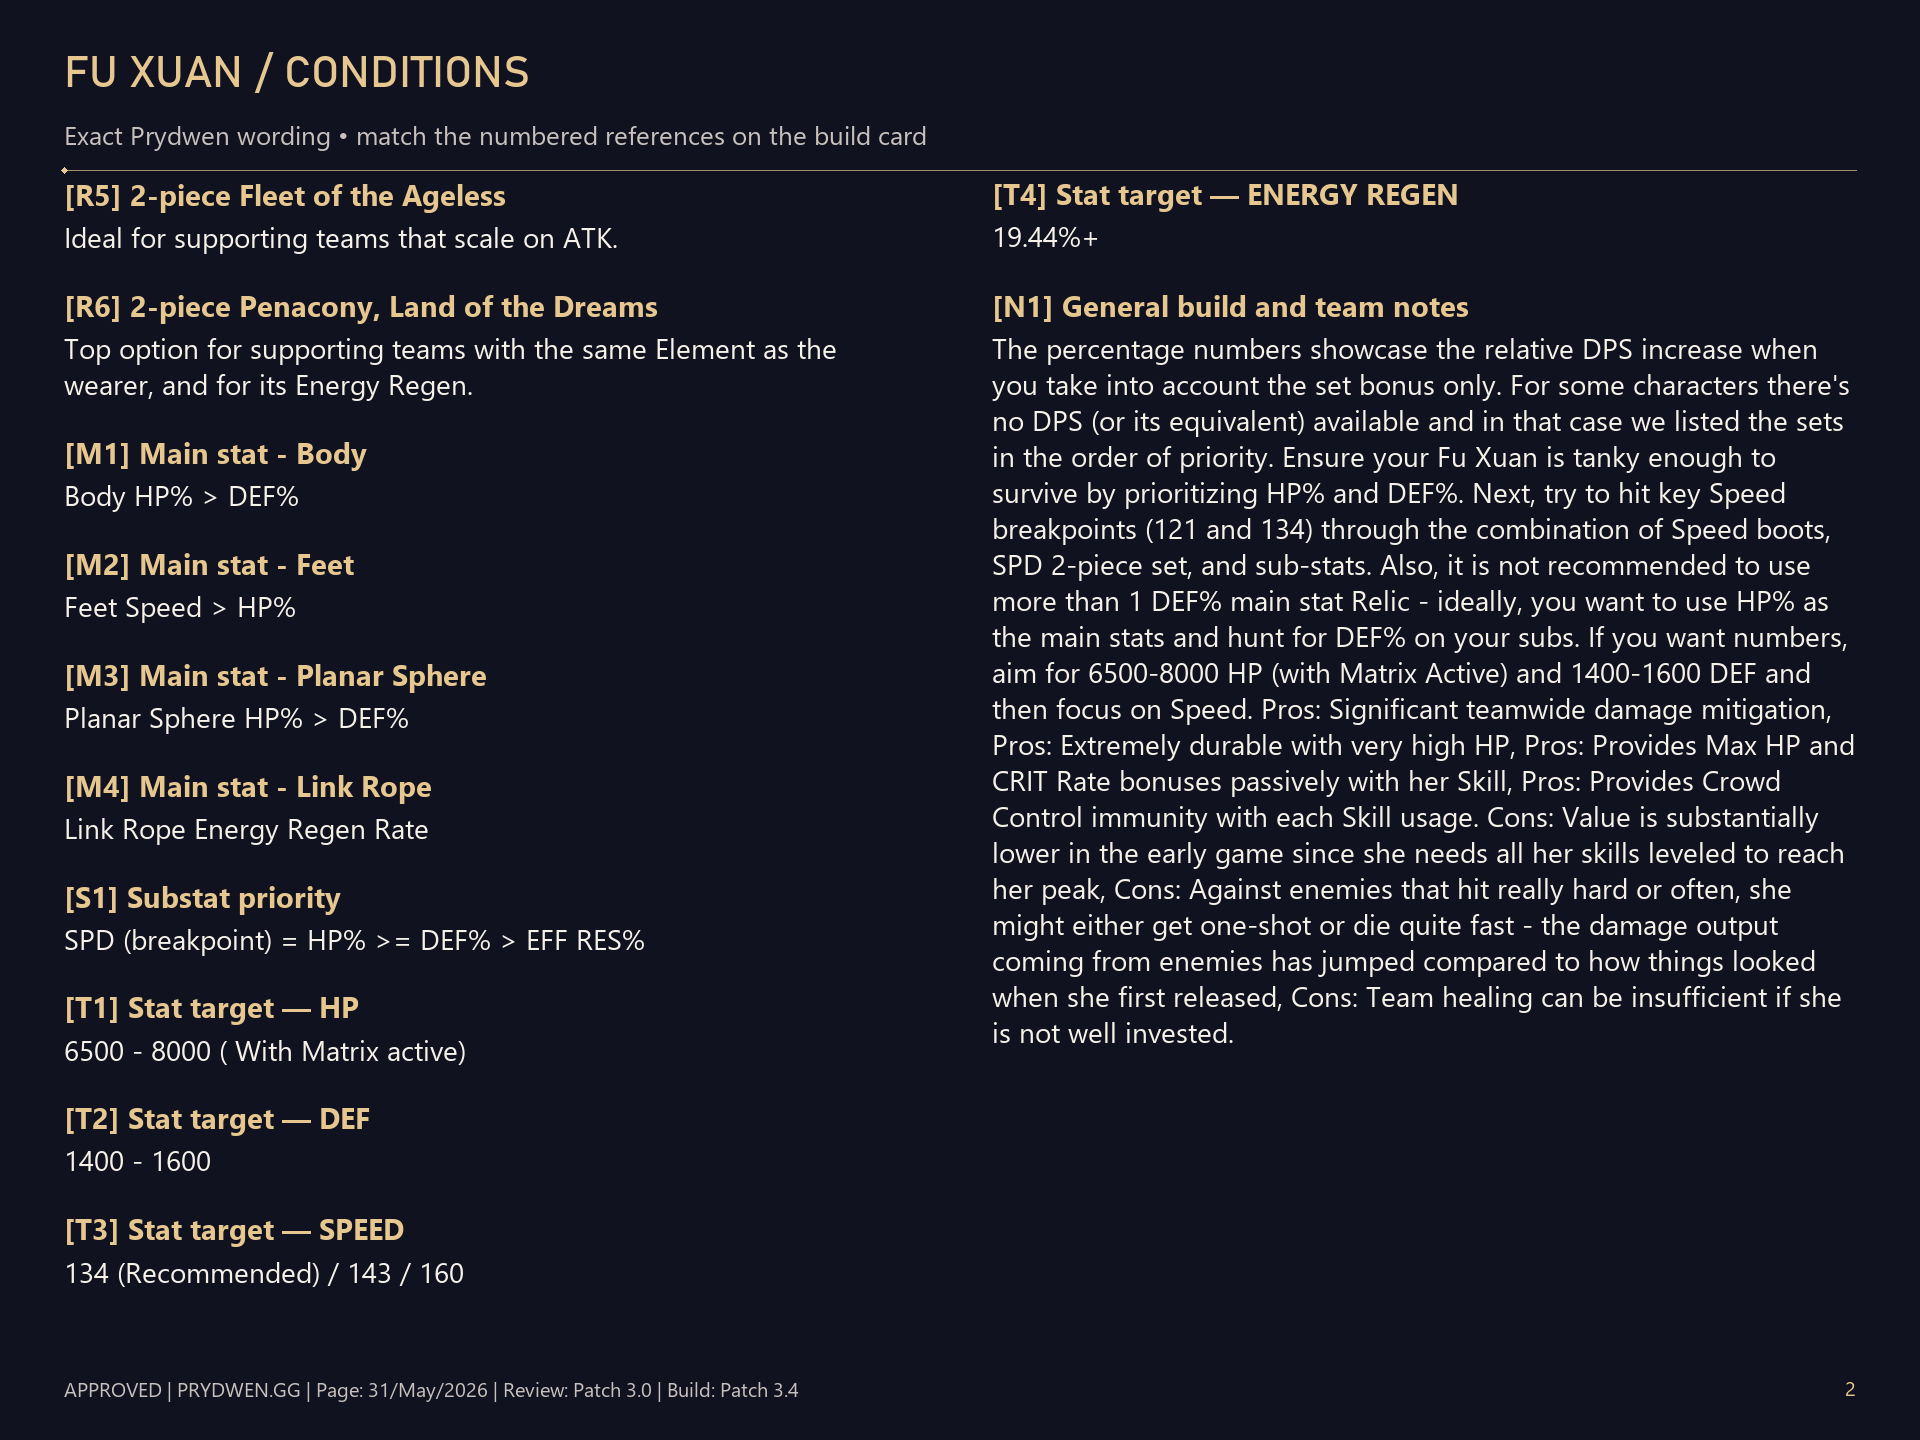 FU XUAN / CONDITIONS
Exact Prydwen wording • match the numbered references on the build card
[R5] 2-piece Fleet of the Ageless
Ideal for supporting teams that scale on ATK.
[R6] 2-piece Penacony, Land of the Dreams
Top option for supporting teams with the same Element as the
wearer, and for its Energy Regen.
[M1] Main stat - Body
Body HP% > DEF%
[M2] Main stat - Feet
Feet Speed > HP%
[M3] Main stat - Planar Sphere
Planar Sphere HP% > DEF%
[M4] Main stat - Link Rope
Link Rope Energy Regen Rate
[S1] Substat priority
SPD (breakpoint) = HP% >= DEF% > EFF RES%
[T1] Stat target — HP
6500 - 8000 ( With Matrix active)
[T2] Stat target — DEF
1400 - 1600
[T3] Stat target — SPEED
134 (Recommended) / 143 / 160
[T4] Stat target — ENERGY REGEN
19.44%+
[N1] General build and team notes
The percentage numbers showcase the relative DPS increase when
you take into account the set bonus only. For some characters there's
no DPS (or its equivalent) available and in that case we listed the sets
in the order of priority. Ensure your Fu Xuan is tanky enough to
survive by prioritizing HP% and DEF%. Next, try to hit key Speed
breakpoints (121 and 134) through the combination of Speed boots,
SPD 2-piece set, and sub-stats. Also, it is not recommended to use
more than 1 DEF% main stat Relic - ideally, you want to use HP% as
the main stats and hunt for DEF% on your subs. If you want numbers,
aim for 6500-8000 HP (with Matrix Active) and 1400-1600 DEF and
then focus on Speed. Pros: Significant teamwide damage mitigation,
Pros: Extremely durable with very high HP, Pros: Provides Max HP and
CRIT Rate bonuses passively with her Skill, Pros: Provides Crowd
Control immunity with each Skill usage. Cons: Value is substantially
lower in the early game since she needs all her skills leveled to reach
her peak, Cons: Against enemies that hit really hard or often, she
might either get one-shot or die quite fast - the damage output
coming from enemies has jumped compared to how things looked
when she first released, Cons: Team healing can be insufficient if she
is not well invested.
APPROVED | PRYDWEN.GG | Page: 31/May/2026 | Review: Patch 3.0 | Build: Patch 3.4
2